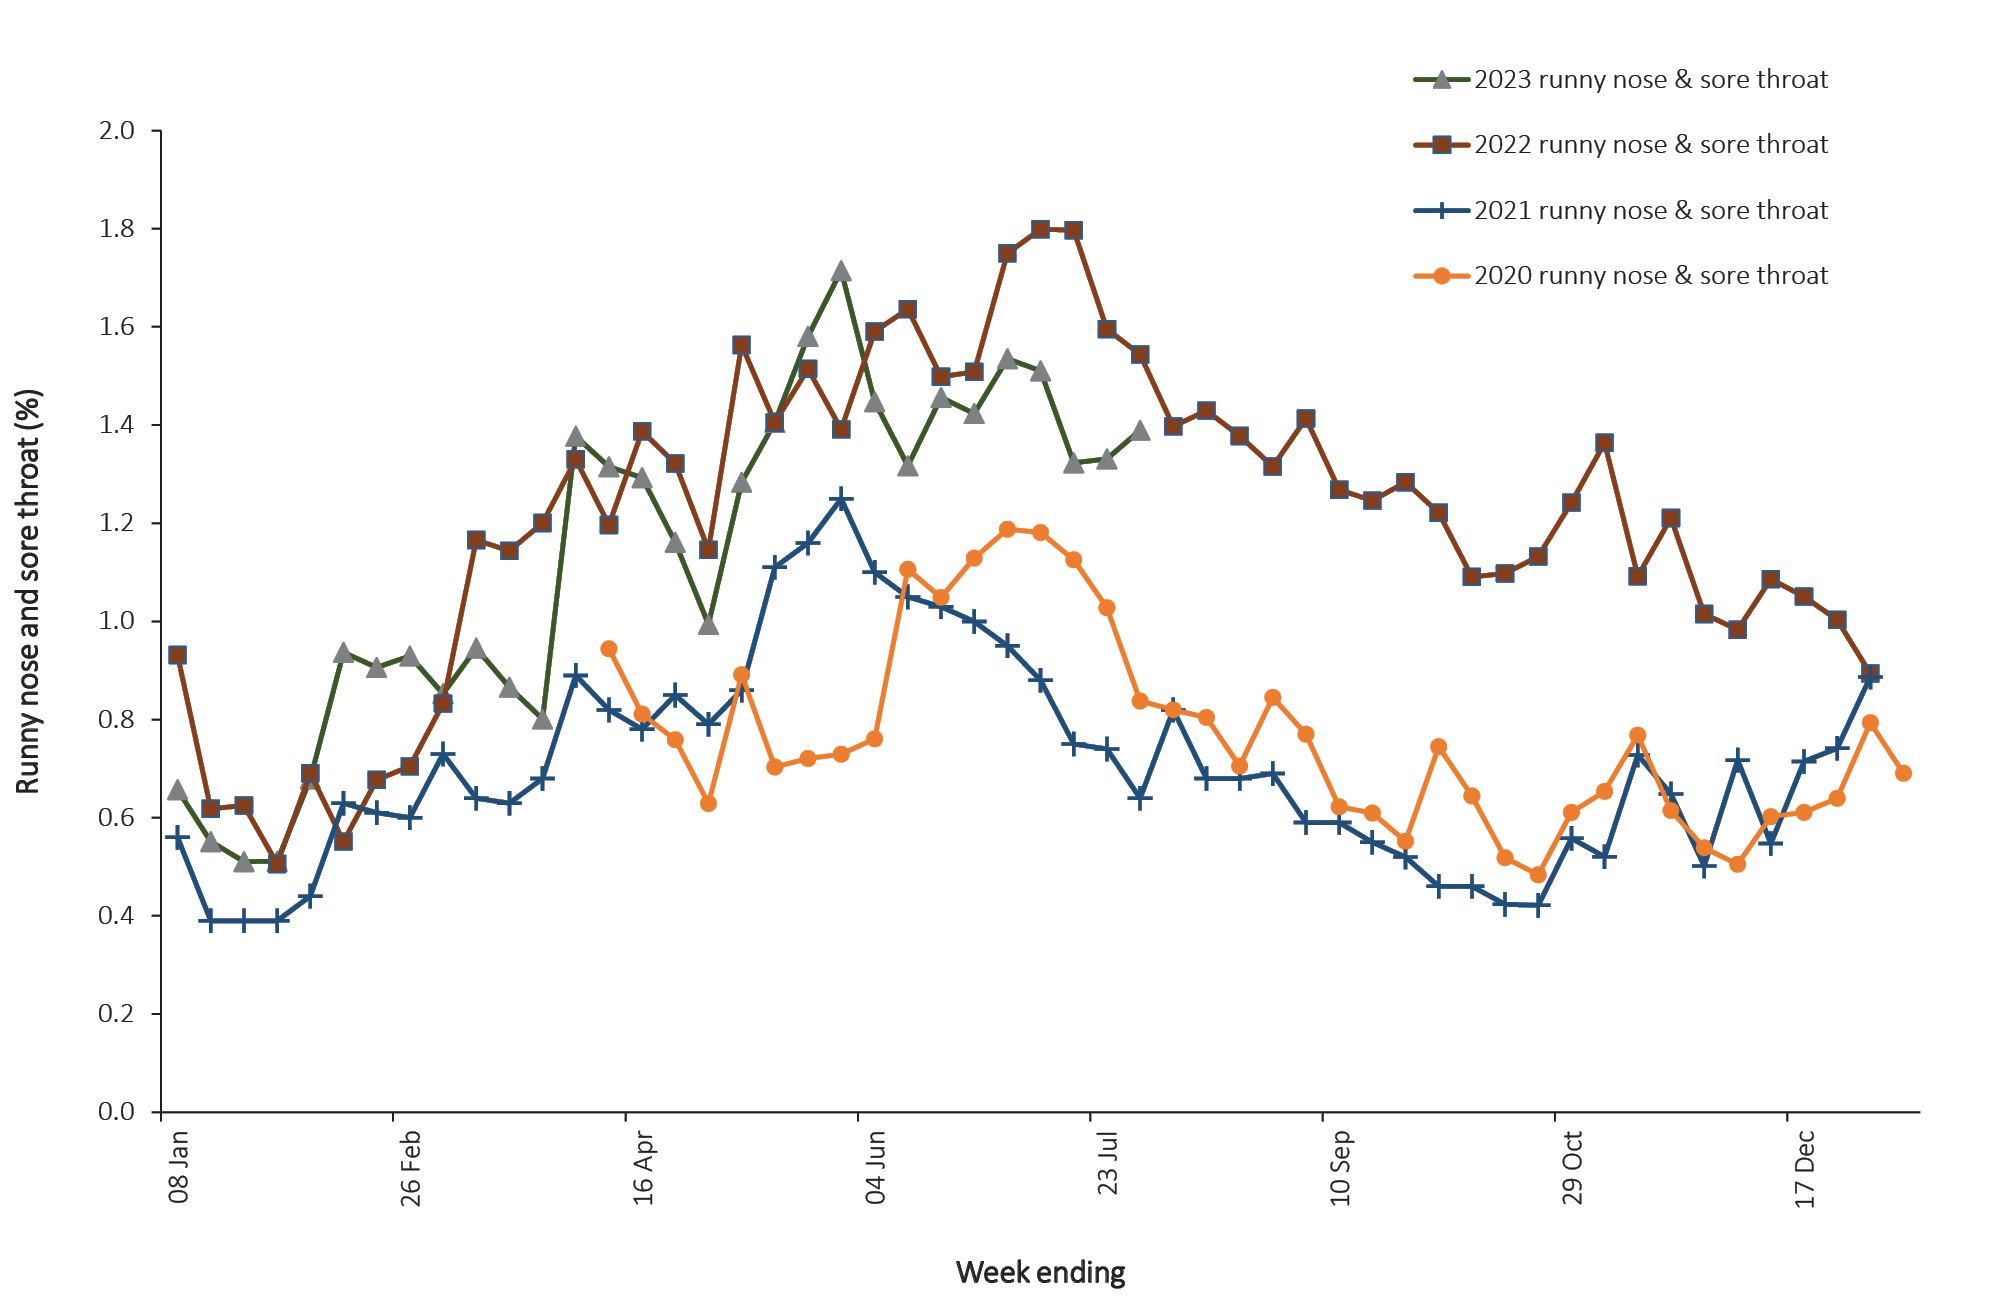 2023 runny nose & sore throat
2022 runny nose & sore throat
2021 runny nose & sore throat
2020 runny nose & sore throat
2.0
1.8
1.6
1.4
1.2
1.0
0.8
0.6
0.4
0.2
0.0
Runny nose and sore throat (%)
08 Jan
26 Feb
16 Apr
04 Jun
23 Jul
10 Sep
29 Oct
17 Dec
Week ending